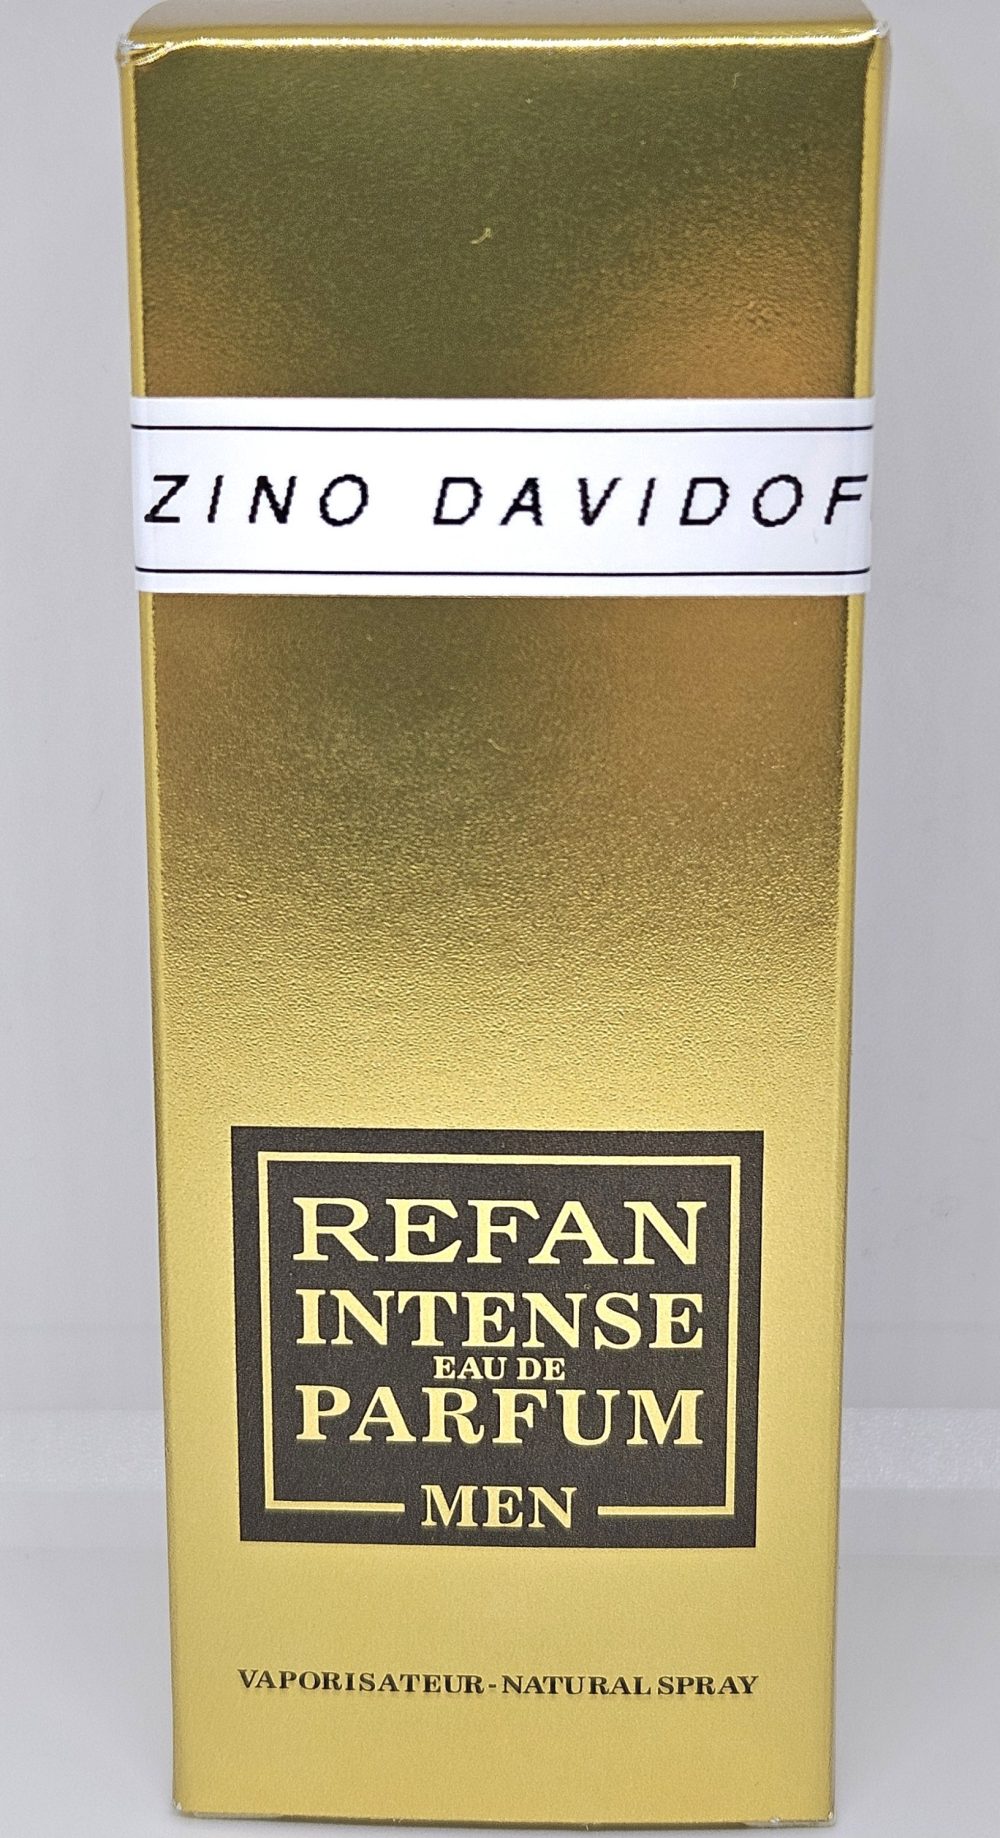 ZINO DAVIDOF
REFAN
INTENSE
EAU DE
PARFUM
MEN
VAPORISATEUR-NATURAL SPRAY